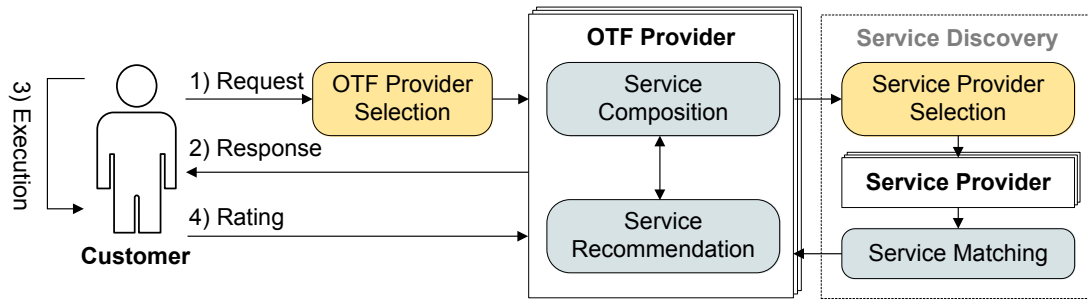 3) Execution
Customer
1) Request
2) Response
4) Rating
OTF Provider
Selection
OTF Provider
Service
Composition
Service
Recommendation
Service Discovery
Service Provider
Selection
Service Provider
Service Matching